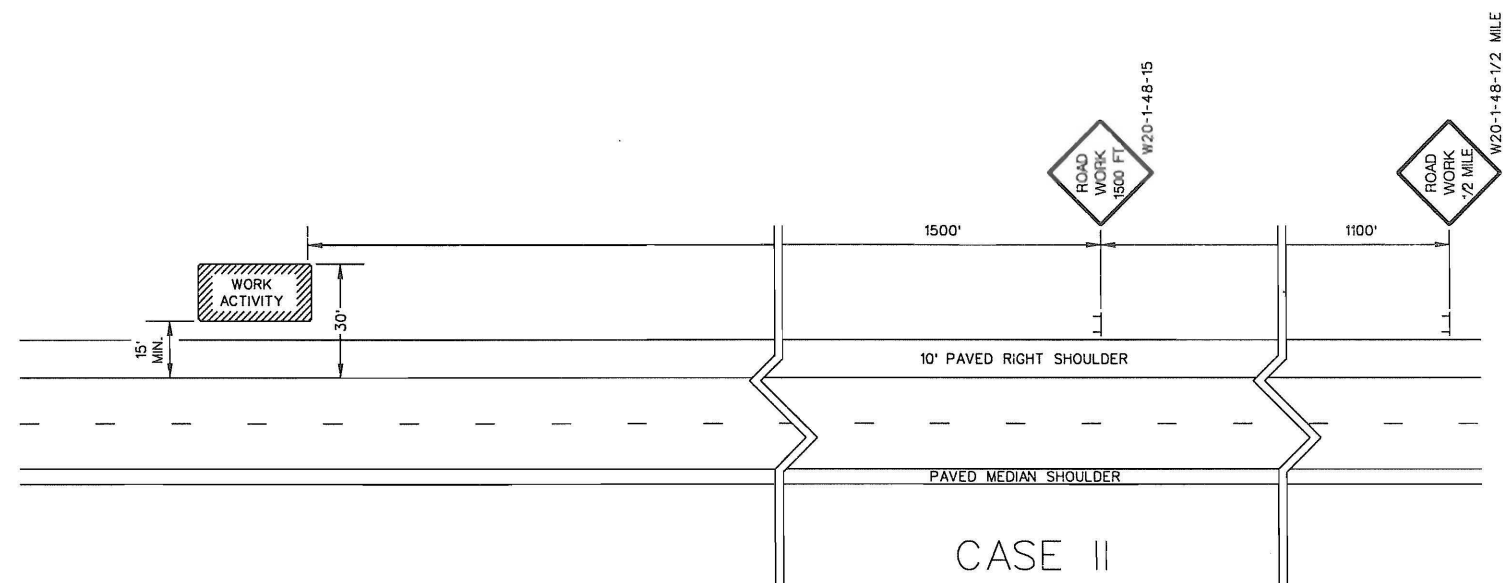 W20-1-48-1/2 MILE
W20-1-48-15
ROAD
WORK
1500 FT
ROAD
WORK
1/2 MILE
1500'
1100'
WORK
ACTIVITY
30'
15'
MIN.
10' PAVED RIGHT SHOULDER
PAVED MEDIAN SHOULDER
CASE II